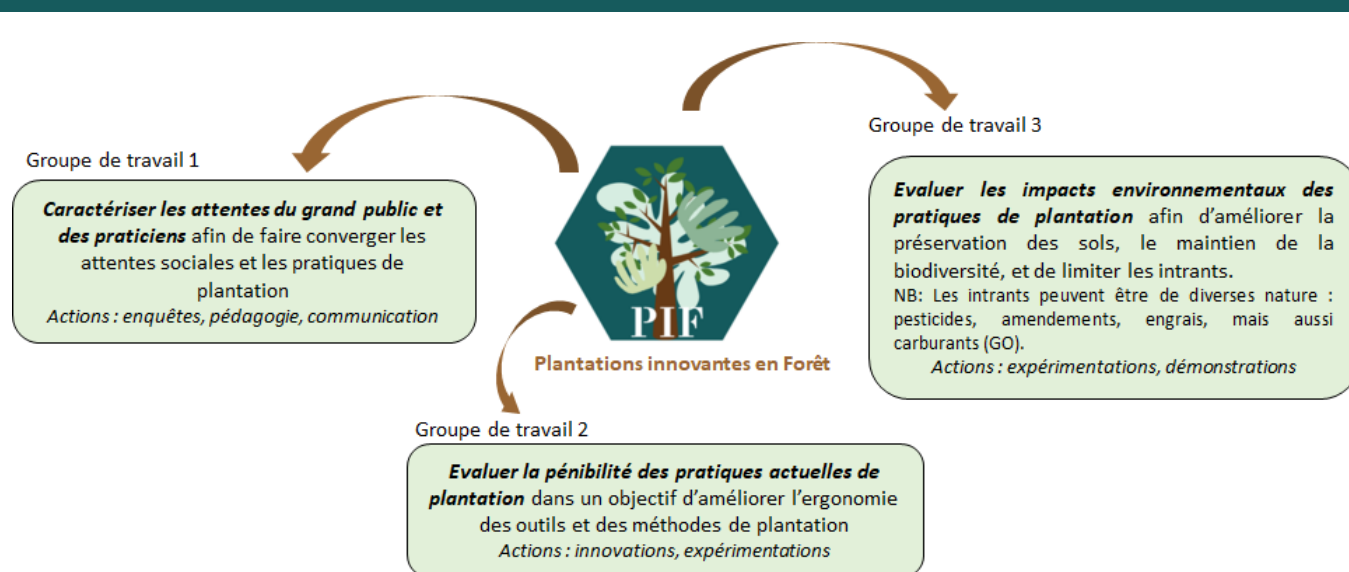 Groupe de travail 1
Caractériser les attentes du grand public et
des praticiens afin de faire converger les
attentes sociales et les pratiques de
plantation
Actions : enquêtes, pédagogie, communication
PIF
Plantations innovantes en Forêt
Groupe de travail 2
Evaluer la pénibilité des pratiques actuelles de
plantation dans un objectif d’améliorer l’ergonomie
des outils et des méthodes de plantation
Actions : innovations, expérimentations
Groupe de travail 3
Evaluer les impacts environnementaux des
pratiques de plantation afin d’améliorer la
préservation des sols, le maintien de la
biodiversité, et de limiter les intrants.
NB: Les intrants peuvent être de diverses nature :
pesticides, amendements, engrais, mais aussi
carburants (GO).
Actions : expérimentations, démonstrations